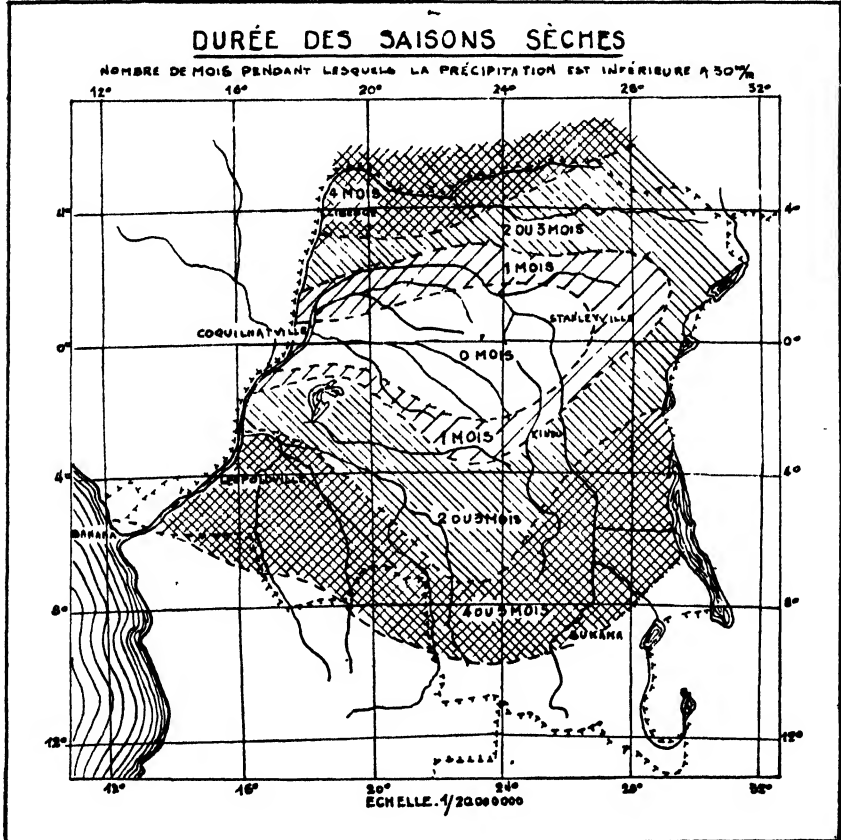 DURÉE DES SAISONS SÈCHES
NOMBRE DE MOIS PENDANT LESQUELS LA PRÉCIPITATION EST INFÉRIEURE A 30 m/m
12° 16° 20° 24° 28° 32°
4 MOIS
LIBENGE
4° 4°
2 OU 3 MOIS
1 MOIS
COQUILHATVILLE
STANLEYVILLE
0° 0 MOIS 0°
1 MOIS
KINDU
4° LEOPOLDVILLE 4°
BANANA
2 OU 3 MOIS
8° 4 OU 5 MOIS 8°
BUKAMA
12° 12°
12° 16° 20° 24° 28° 32°
ECHELLE.1/20000000